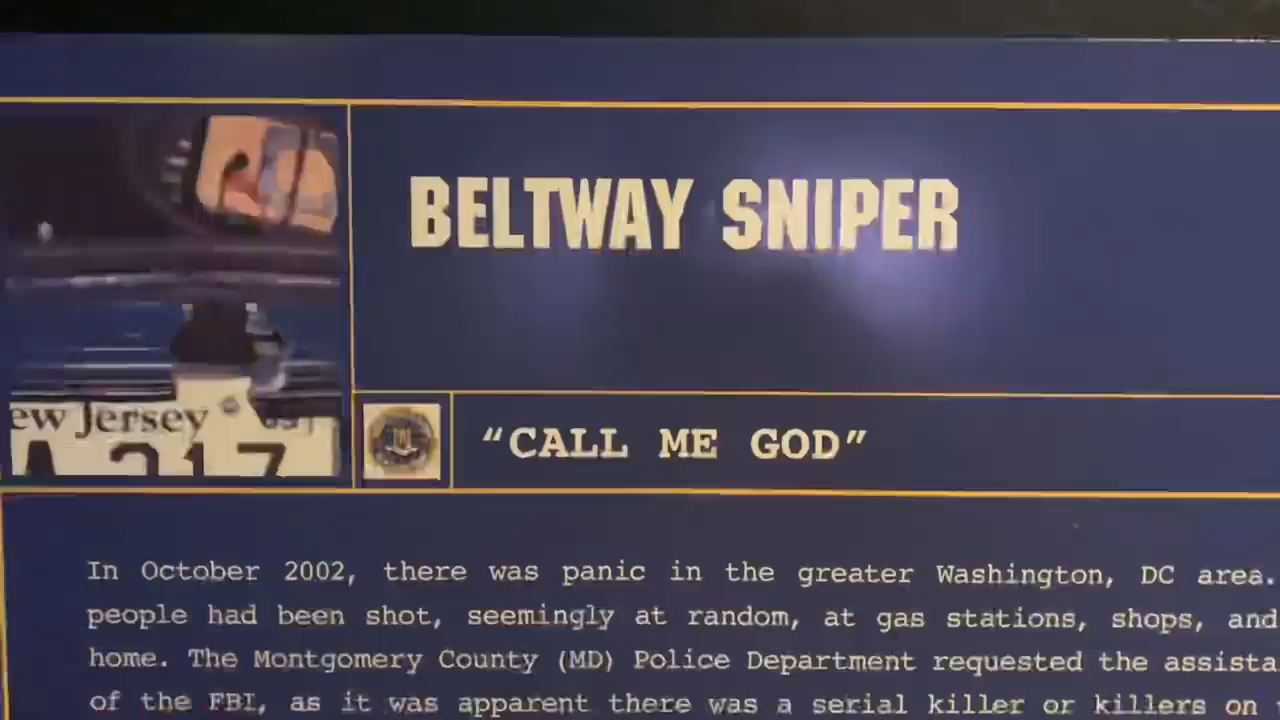 BELTWAY SNIPER
ew Jersey
A 317
"CALL ME GOD"
In October 2002, there was panic in the greater Washington, DC area.
people had been shot, seemingly at random, at gas stations, shops, and
home. The Montgomery County (MD) Police Department requested the assista
of the FBI, as it was apparent there was a serial killer or killers on